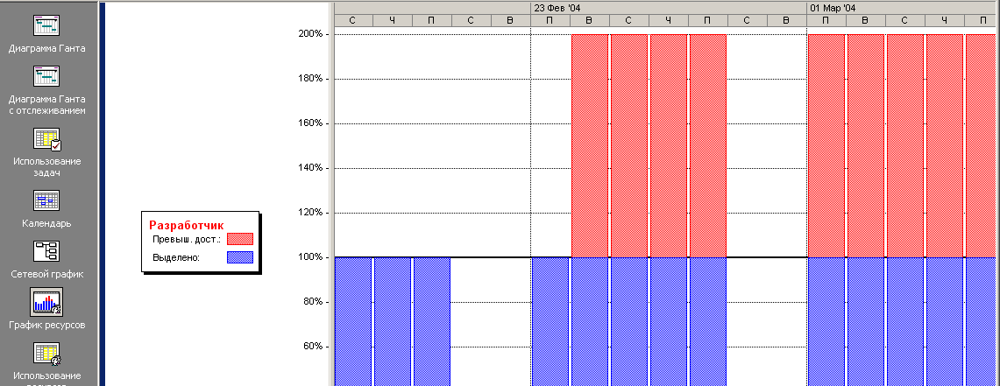 23 Фев '04
01 Мар '04
С Ч П С В П В С Ч П С В П В С Ч П
Диаграмма Ганта
Диаграмма Ганта
с отслеживанием
Использование
задач
Календарь
Сетевой график
График ресурсов
Использование
ресурсов
Разработчик
Превыш. дост.:
Выделено:
200%
180%
160%
140%
120%
100%
80%
60%